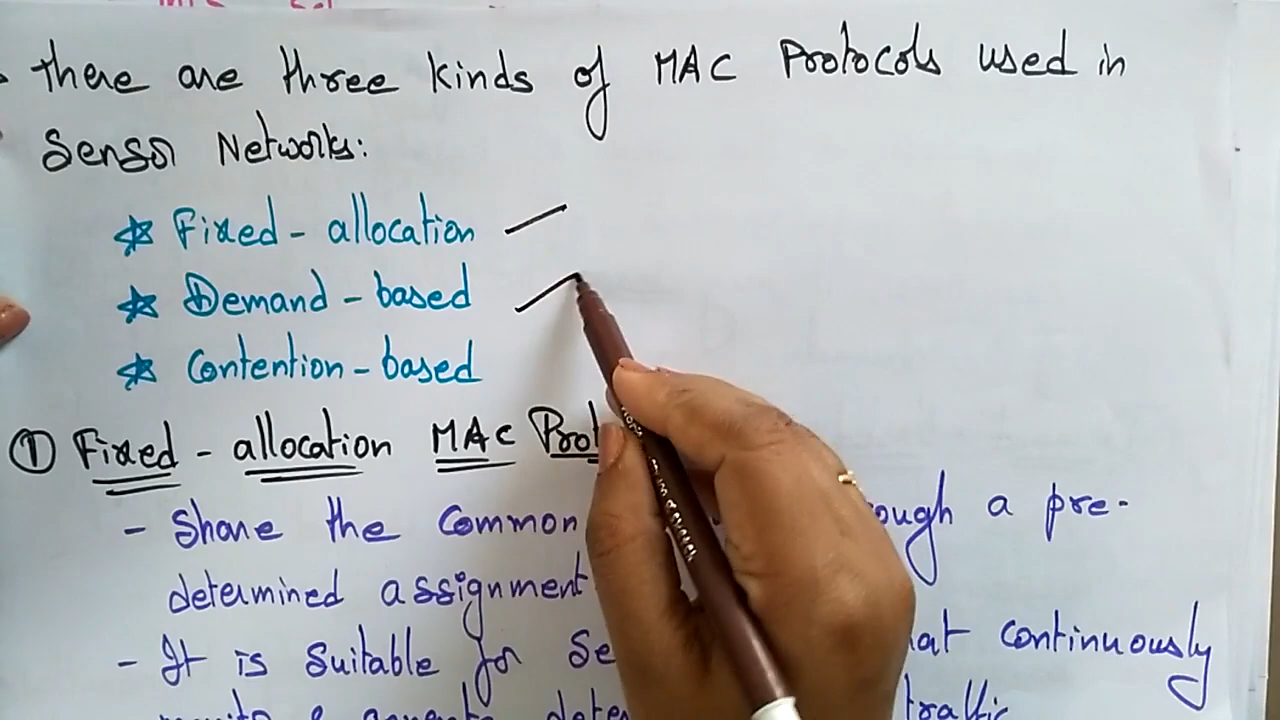 there are three kinds of MAC Protocols used in
Sensor Networks:
☆ Fixed - allocation
☆ Demand - based
☆ Contention - based
① Fixed - allocation MAC
- Share the Common a pre-
determined assignment
- It is suitable for continuously